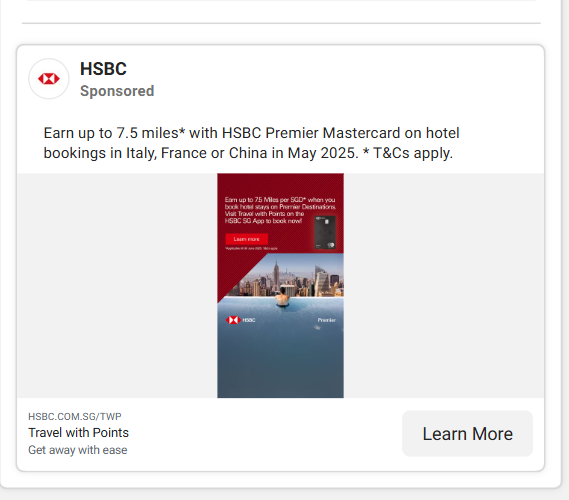 HSBC
Sponsored
Earn up to 7.5 miles* with HSBC Premier Mastercard on hotel
bookings in Italy, France or China in May 2025. * T&Cs apply.
Earn up to 7.5 Miles per SGD* when you
book hotel stays on Premier Destinations.
Visit Travel with Points on the
HSBC SG App to book now!
Learn more
HSBC
Premier
HSBC.COM.SG/TWP
Travel with Points
Get away with ease
Learn More